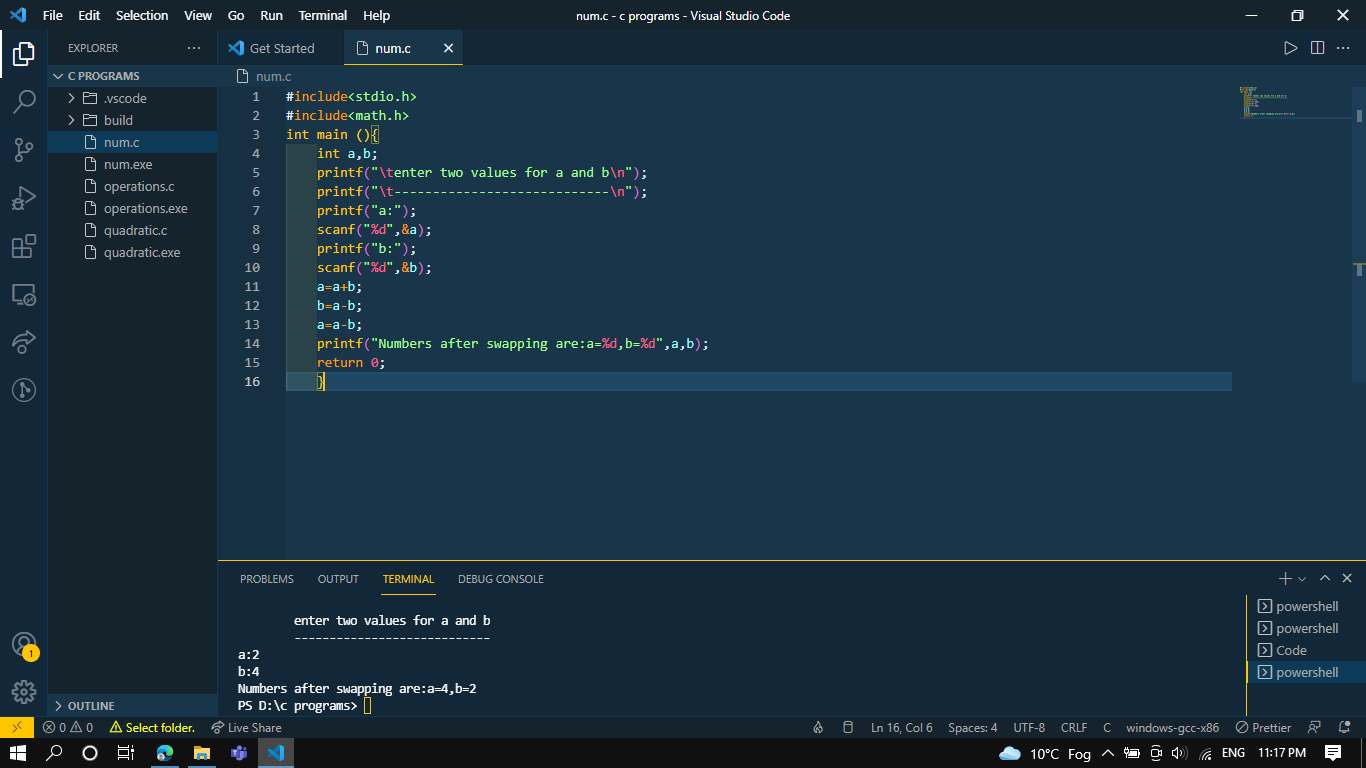 File Edit Selection View Go Run Terminal Help num.c - c programs - Visual Studio Code
EXPLORER
Get Started
num.c
C PROGRAMS
.vscode
build
num.c
num.exe
operations.c
operations.exe
quadratic.c
quadratic.exe
OUTLINE
num.c
1 #include<stdio.h>
2 #include<math.h>
3 int main (){
4 int a,b;
5 printf("\tenter two values for a and b\n");
6 printf("\t----------------------------\n");
7 printf("a:");
8 scanf("%d",&a);
9 printf("b:");
10 scanf("%d",&b);
11 a=a+b;
12 b=a-b;
13 a=a-b;
14 printf("Numbers after swapping are:a=%d,b=%d",a,b);
15 return 0;
16 }
PROBLEMS OUTPUT TERMINAL DEBUG CONSOLE
enter two values for a and b
----------------------------
a:2
b:4
Numbers after swapping are:a=4,b=2
PS D:\c programs>
powershell
powershell
Code
powershell
1
0 0 Select folder. Live Share Ln 16, Col 6 Spaces: 4 UTF-8 CRLF C windows-gcc-x86 Prettier
10°C Fog ENG 11:17 PM